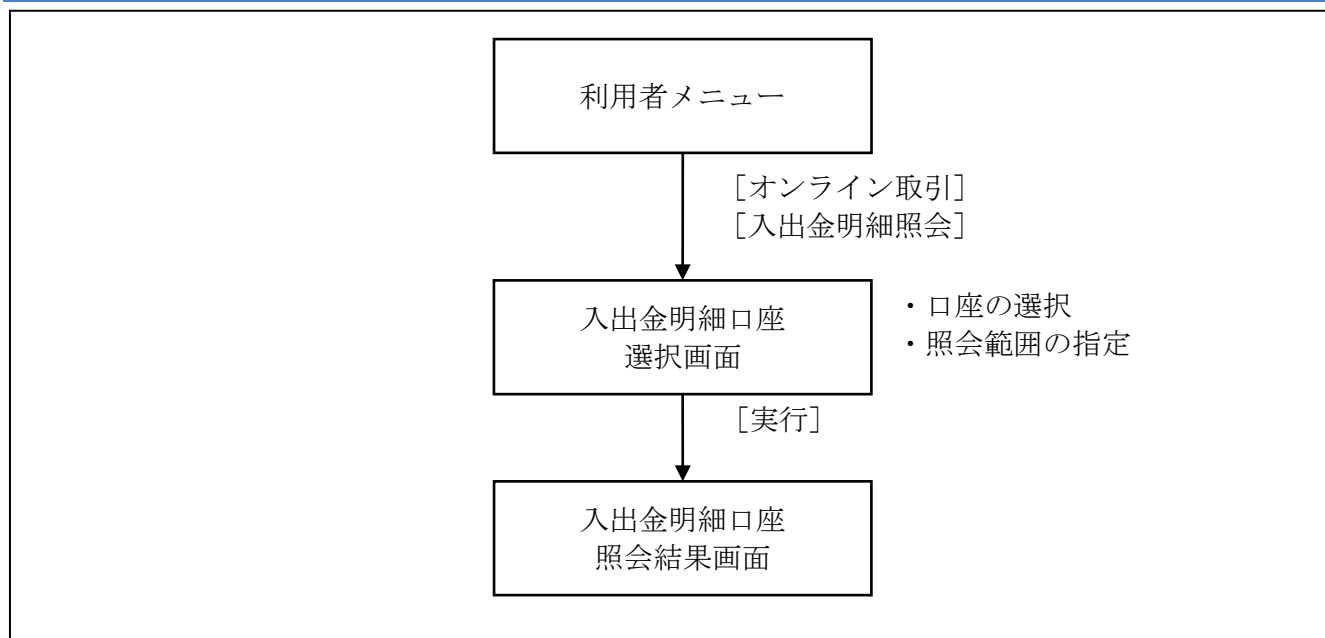 利用者メニュー
［オンライン取引］
［入出金明細照会］
入出金明細口座
選択画面
・口座の選択
・照会範囲の指定
［実行］
入出金明細口座
照会結果画面